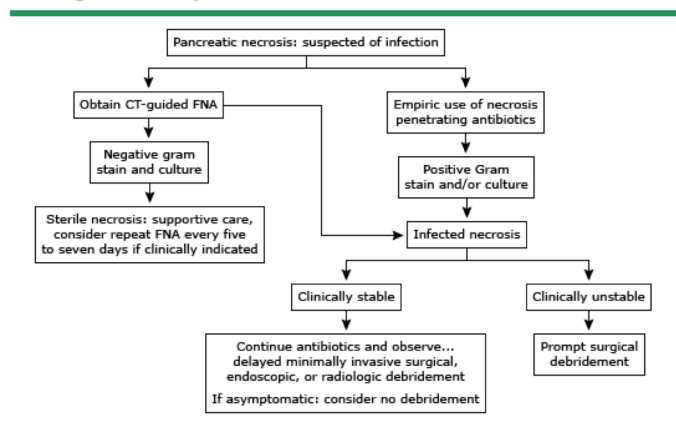 Pancreatic necrosis: suspected of infection
Obtain CT-guided FNA
Empiric use of necrosis
penetrating antibiotics
Negative gram
stain and culture
Positive Gram
stain and/or culture
Sterile necrosis: supportive care,
consider repeat FNA every five
to seven days if clinically indicated
Infected necrosis
Clinically stable
Clinically unstable
Continue antibiotics and observe...
delayed minimally invasive surgical,
endoscopic, or radiologic debridement
If asymptomatic: consider no debridement
Prompt surgical
debridement